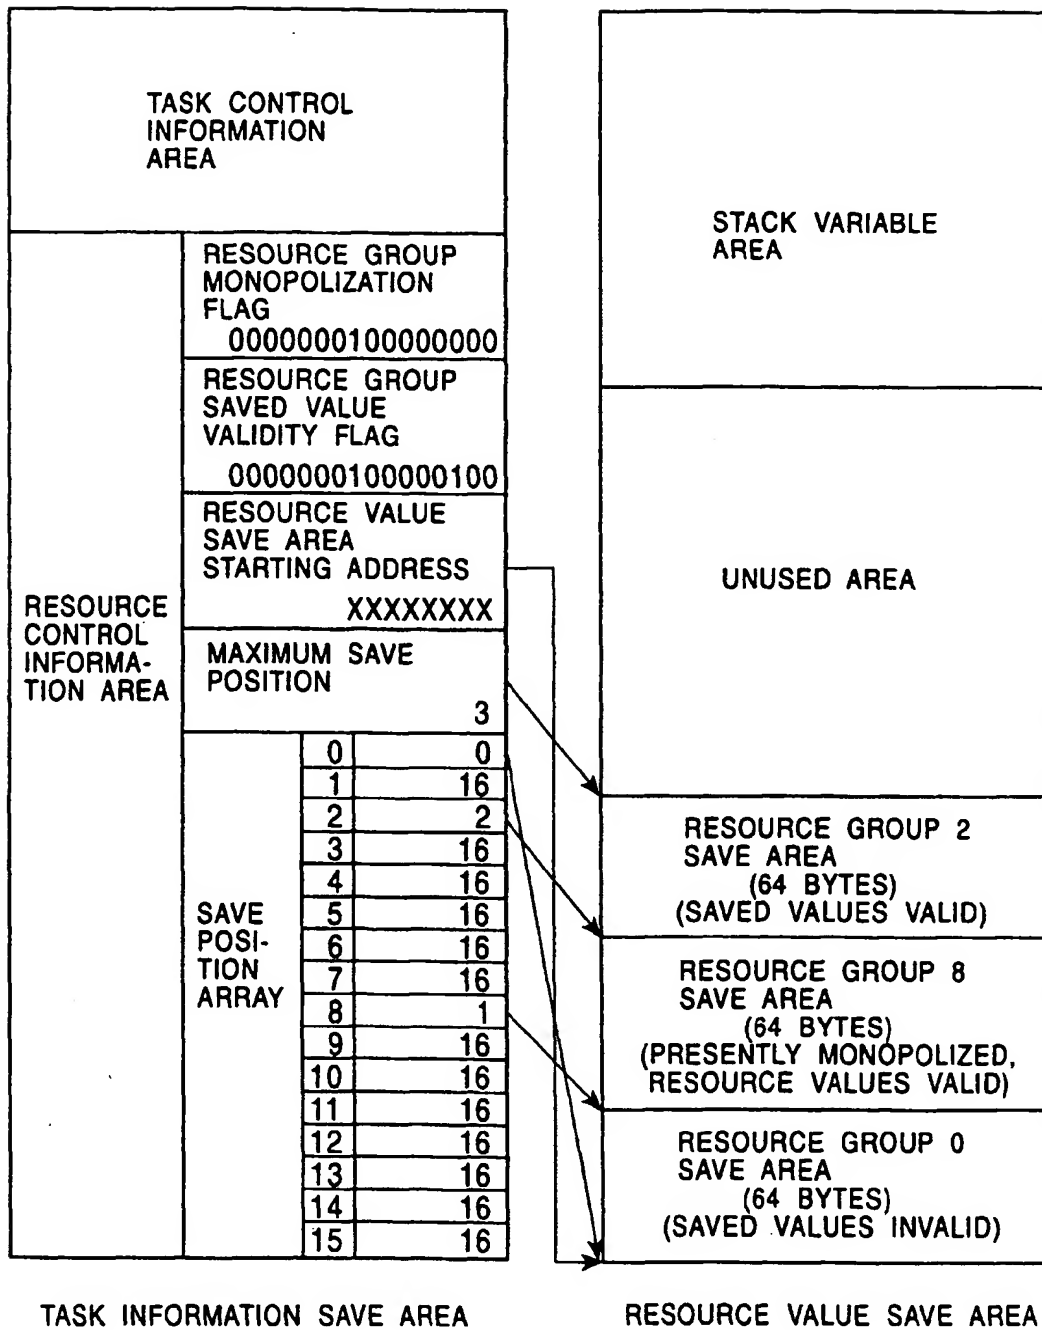 TASK CONTROL
INFORMATION
AREA
RESOURCE
CONTROL
INFORMA-
TION AREA
RESOURCE GROUP
MONOPOLIZATION
FLAG
0000000100000000
RESOURCE GROUP
SAVED VALUE
VALIDITY FLAG
0000000100000100
RESOURCE VALUE
SAVE AREA
STARTING ADDRESS
XXXXXXXX
MAXIMUM SAVE
POSITION
3
SAVE
POSI-
TION
ARRAY
0 0
1 16
2 2
3 16
4 16
5 16
6 16
7 16
8 1
9 16
10 16
11 16
12 16
13 16
14 16
15 16
TASK INFORMATION SAVE AREA
STACK VARIABLE
AREA
UNUSED AREA
RESOURCE GROUP 2
SAVE AREA
(64 BYTES)
(SAVED VALUES VALID)
RESOURCE GROUP 8
SAVE AREA
(64 BYTES)
(PRESENTLY MONOPOLIZED,
RESOURCE VALUES VALID)
RESOURCE GROUP 0
SAVE AREA
(64 BYTES)
(SAVED VALUES INVALID)
RESOURCE VALUE SAVE AREA